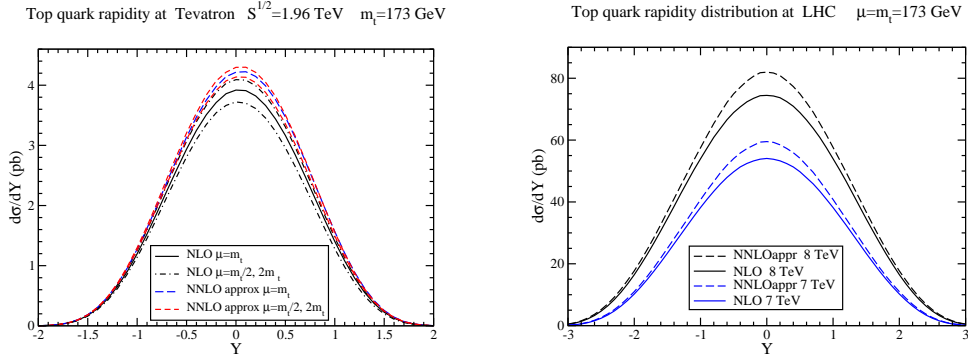 Top quark rapidity at Tevatron S^1/2=1.96 TeV m_t=173 GeV
4
3
2
1
0
dσ/dY (pb)
NLO μ=m_t
NLO μ=m_t/2, 2m_t
NNLO approx μ=m_t
NNLO approx μ=m_t/2, 2m_t
-2 -1.5 -1 -0.5 0 0.5 1 1.5 2
Y
Top quark rapidity distribution at LHC μ=m_t=173 GeV
80
60
40
20
0
dσ/dY (pb)
NNLOappr 8 TeV
NLO 8 TeV
NNLOappr 7 TeV
NLO 7 TeV
-3 -2 -1 0 1 2 3
Y